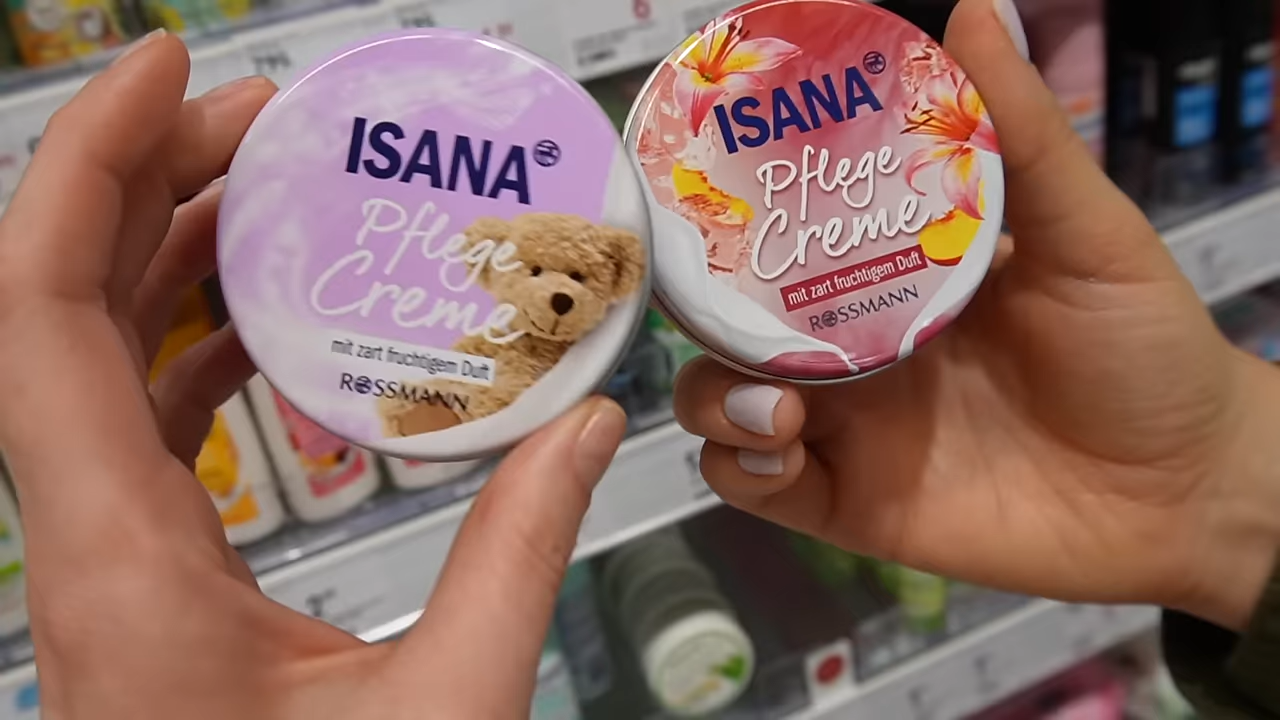 ISANA
Pflege
Creme
mit zart fruchtigem Duft
ROSSMANN
ISANA
Pflege
Creme
mit zart fruchtigem Duft
ROSSMANN